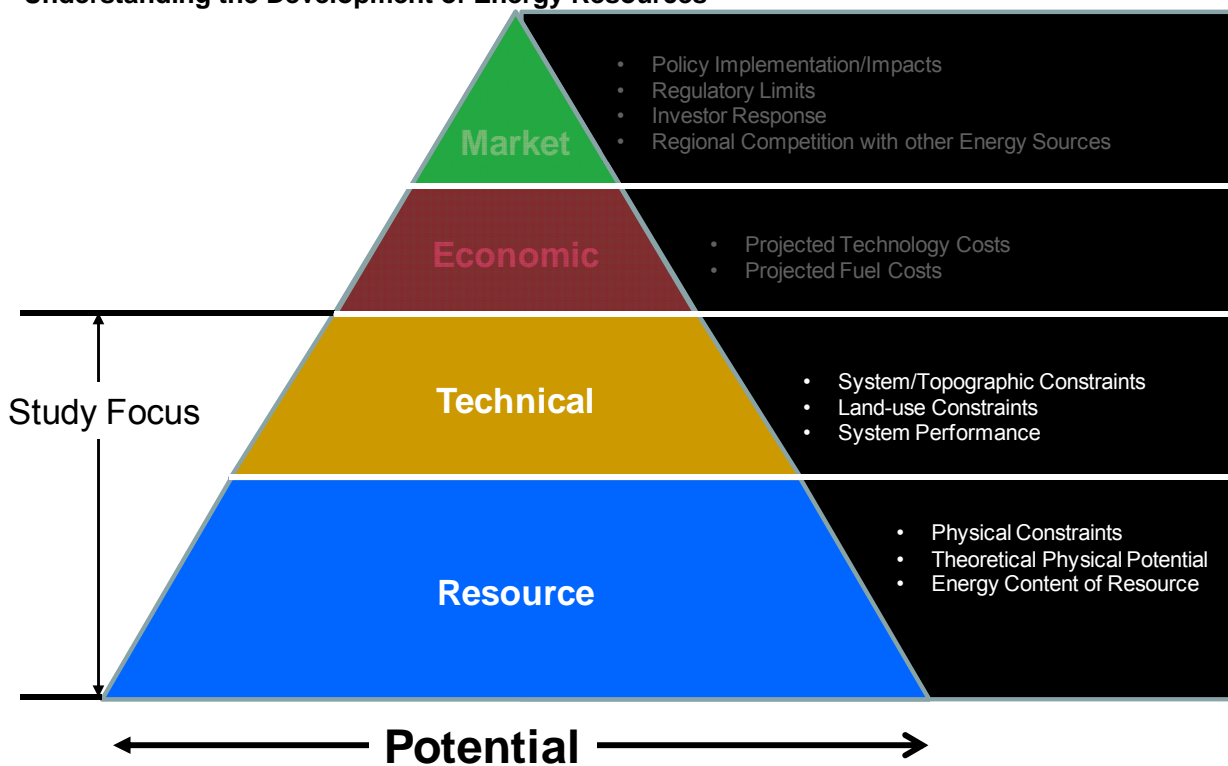 Understanding the Development of Energy Resources
• Policy Implementation/Impacts
• Regulatory Limits
• Investor Response
• Regional Competition with other Energy Sources
Market
Economic
• Projected Technology Costs
• Projected Fuel Costs
Study Focus
Technical
• System/Topographic Constraints
• Land-use Constraints
• System Performance
Resource
• Physical Constraints
• Theoretical Physical Potential
• Energy Content of Resource
Potential